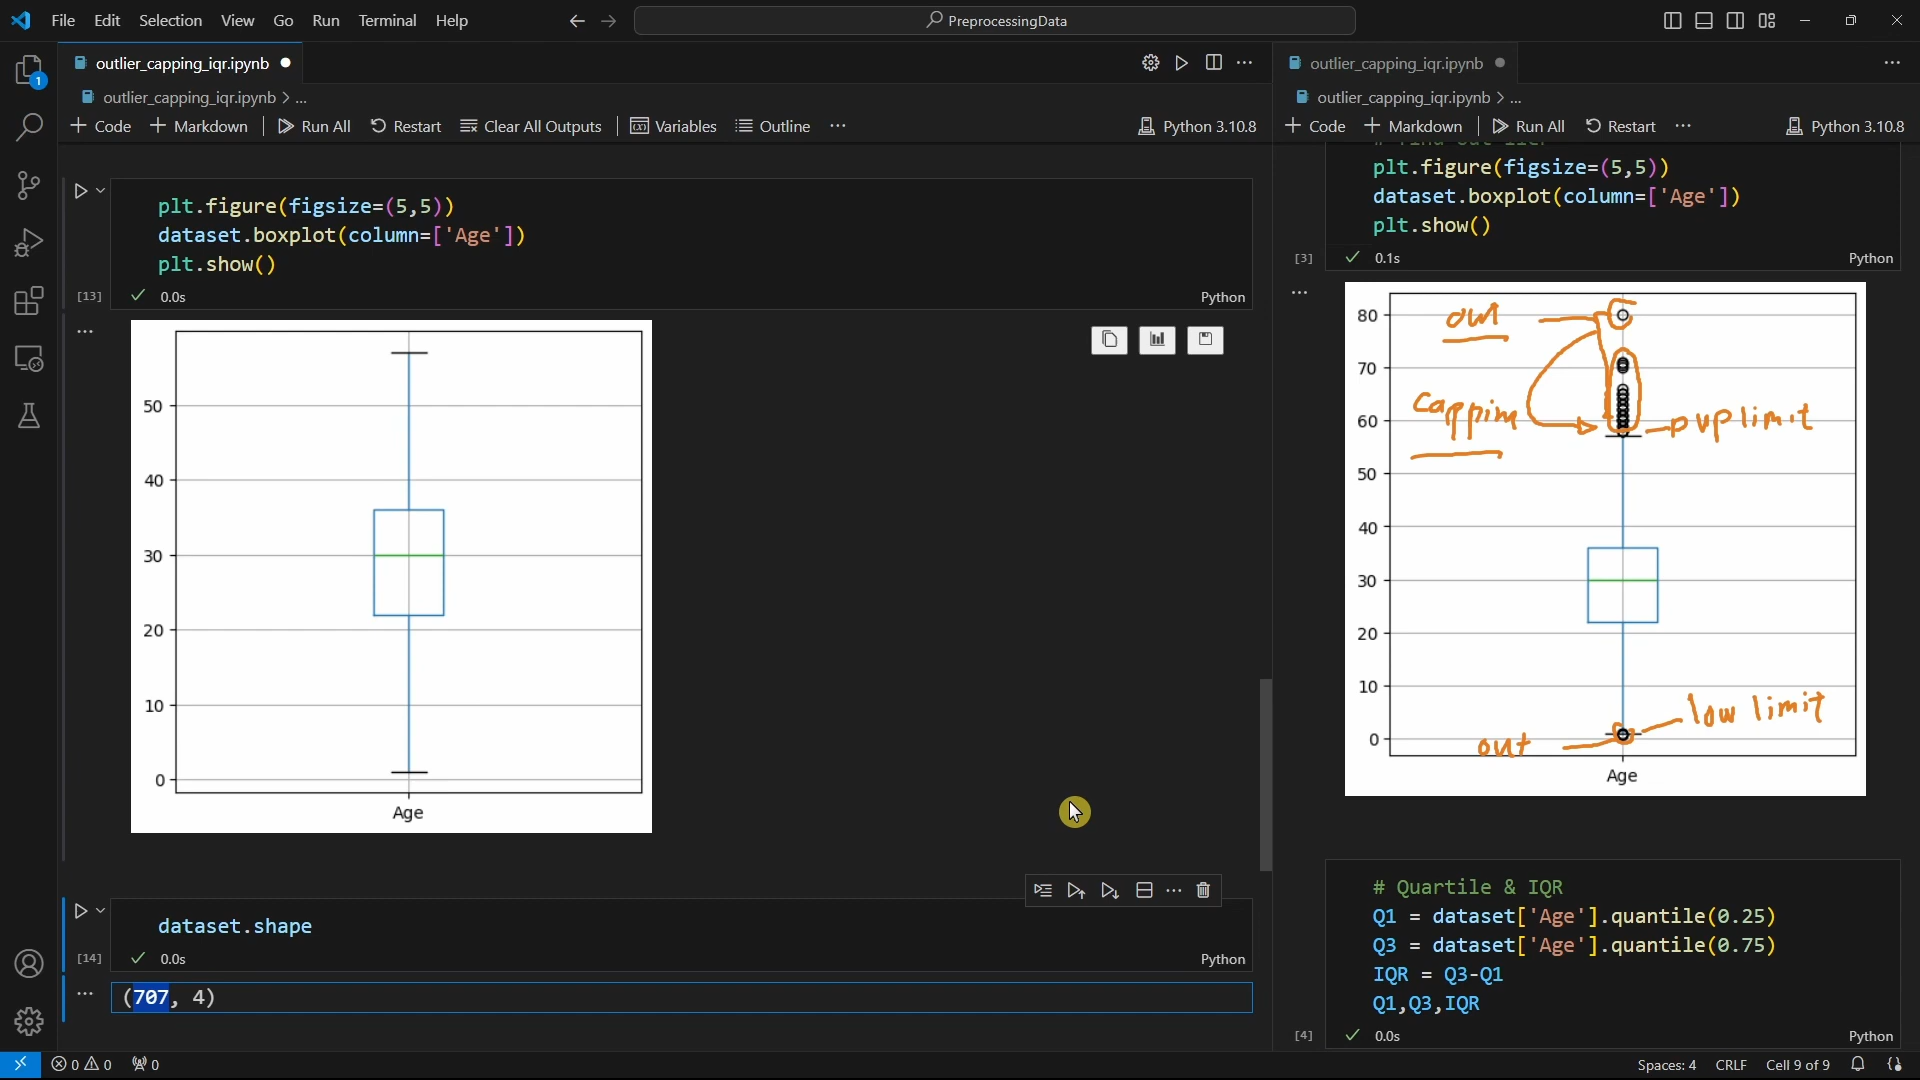 File Edit Selection View Go Run Terminal Help
PreprocessingData
outlier_capping_iqr.ipynb
outlier_capping_iqr.ipynb > ...
Code Markdown Run All Restart Clear All Outputs Variables Outline ... Python 3.10.8
plt.figure(figsize=(5,5))
dataset.boxplot(column=['Age'])
plt.show()
[13] 0.0s Python
50
40
30
20
10
0
Age
dataset.shape
[14] 0.0s Python
(707, 4)
outlier_capping_iqr.ipynb
outlier_capping_iqr.ipynb > ...
Code Markdown Run All Restart ... Python 3.10.8
plt.figure(figsize=(5,5))
dataset.boxplot(column=['Age'])
plt.show()
[3] 0.1s Python
80
70
60
50
40
30
20
10
0
Age
out
low limit
out
# Quartile & IQR
Q1 = dataset['Age'].quantile(0.25)
Q3 = dataset['Age'].quantile(0.75)
IQR = Q3-Q1
Q1,Q3,IQR
[4] 0.0s Python
1
0 0 0
Spaces: 4 CRLF Cell 9 of 9